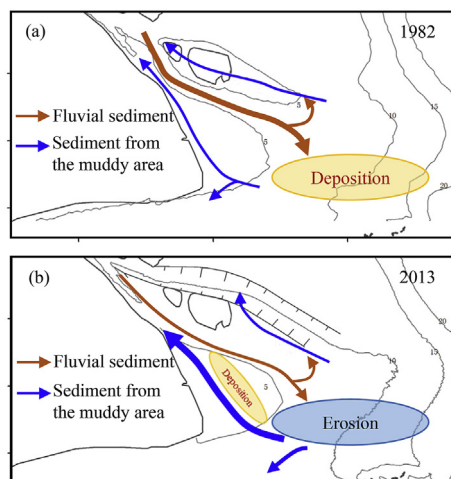 (a)
1982
Fluvial sediment
Sediment from
the muddy area
5
5
10
15
20
Deposition
(b)
2013
Fluvial sediment
Sediment from
the muddy area
Deposition
5
10
15
20
Erosion